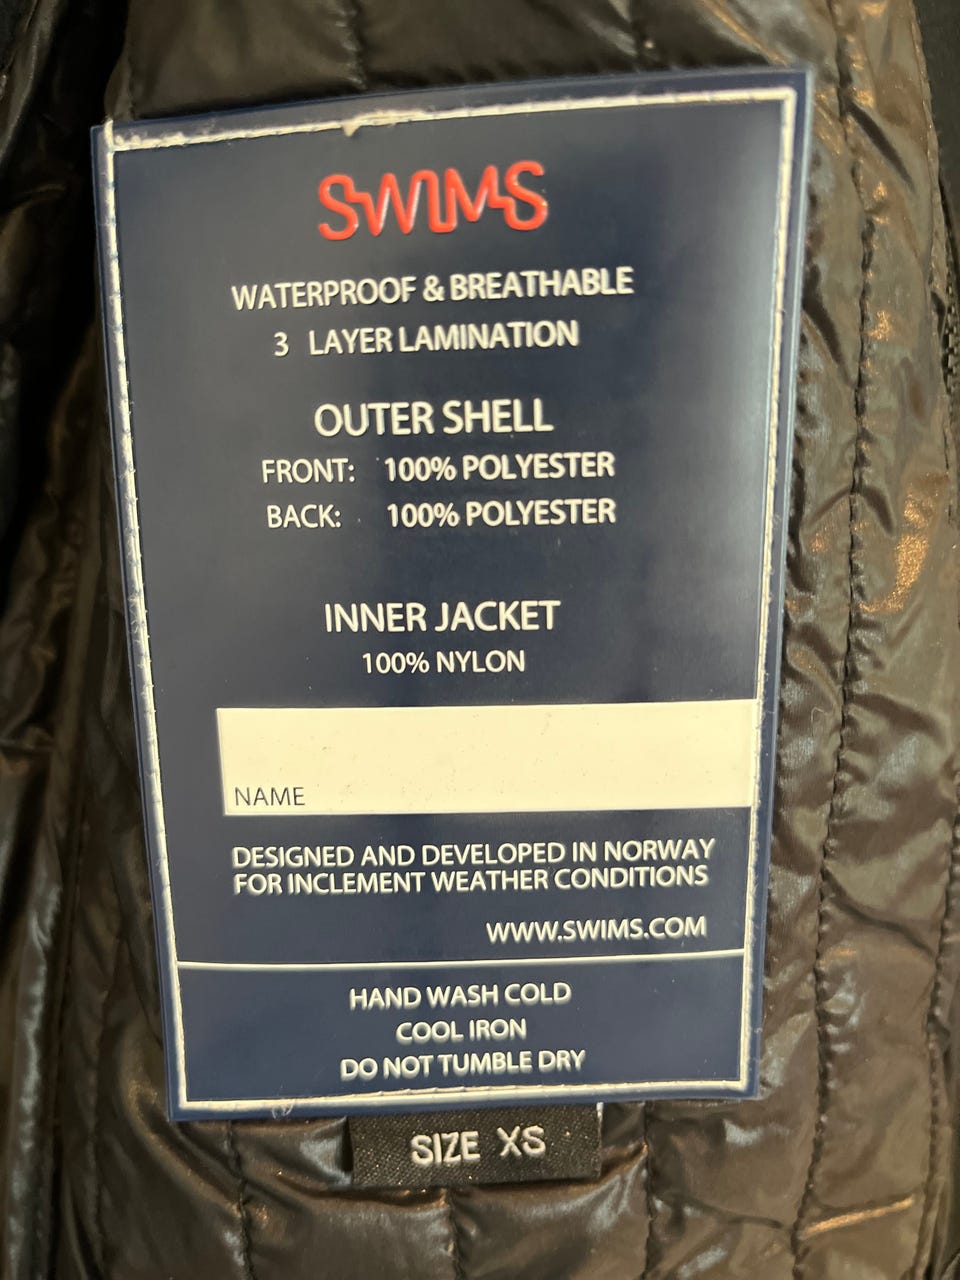 SWIMS
WATERPROOF & BREATHABLE
3 LAYER LAMINATION
OUTER SHELL
FRONT: 100% POLYESTER
BACK: 100% POLYESTER
INNER JACKET
100% NYLON
NAME
DESIGNED AND DEVELOPED IN NORWAY
FOR INCLEMENT WEATHER CONDITIONS
WWW.SWIMS.COM
HAND WASH COLD
COOL IRON
DO NOT TUMBLE DRY
SIZE XS